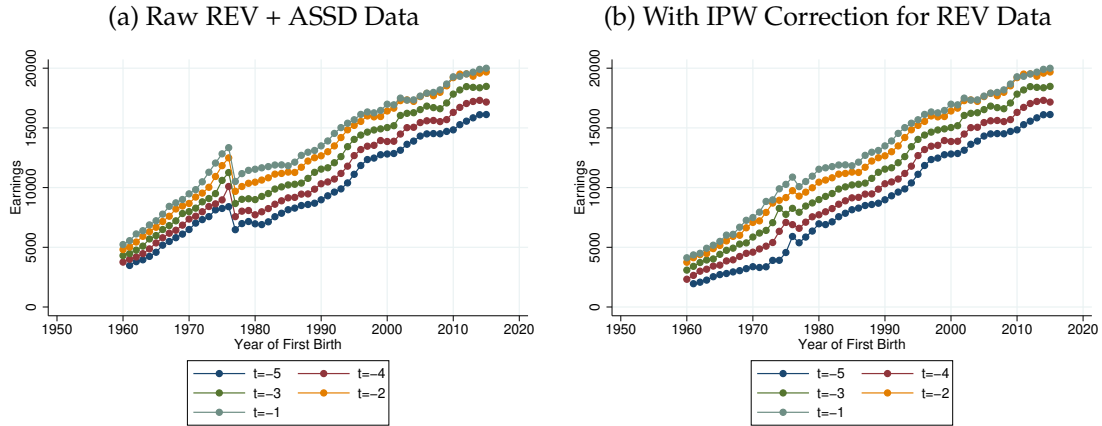 (a) Raw REV + ASSD Data
20000
15000
10000
5000
0
Earnings
1950 1960 1970 1980 1990 2000 2010 2020
Year of First Birth
t=−5 t=−4
t=−3 t=−2
t=−1
(b) With IPW Correction for REV Data
20000
15000
10000
5000
0
Earnings
1950 1960 1970 1980 1990 2000 2010 2020
Year of First Birth
t=−5 t=−4
t=−3 t=−2
t=−1